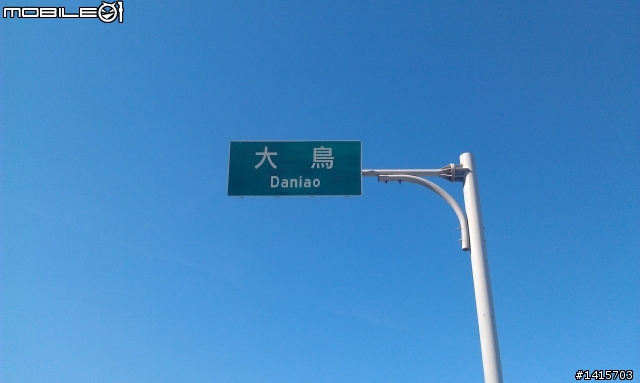 MOBILE01
大鳥
Daniao
#1415703